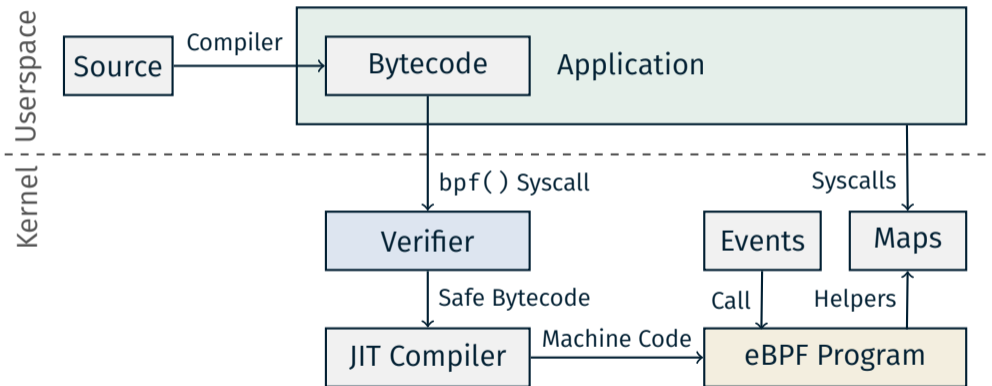 Userspace
Compiler
Source
Bytecode
Application
Kernel
bpf() Syscall
Syscalls
Verifier
Events
Maps
Safe Bytecode
Call
Helpers
JIT Compiler
Machine Code
eBPF Program